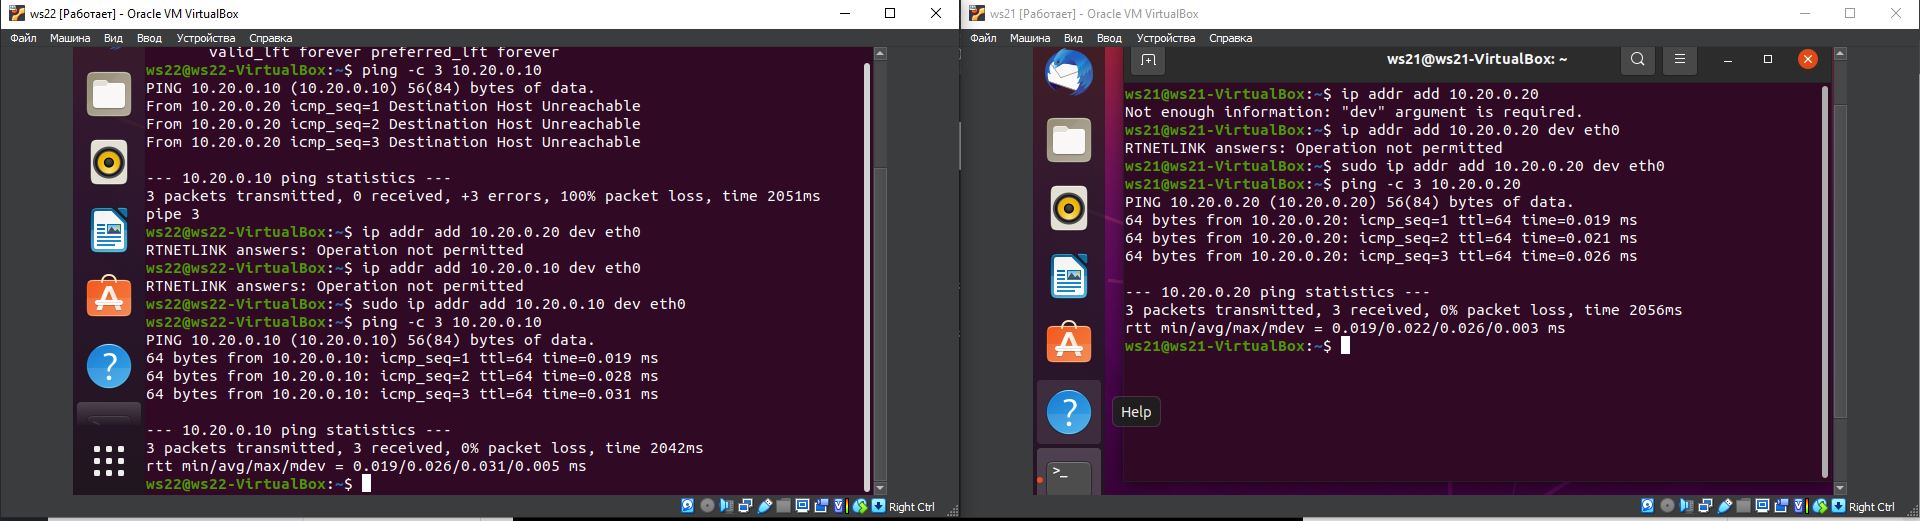 ws22 [Работает] - Oracle VM VirtualBox
Файл Машина Вид Ввод Устройства Справка
valid_lft forever preferred_lft forever
ws22@ws22-VirtualBox:~$ ping -c 3 10.20.0.10
PING 10.20.0.10 (10.20.0.10) 56(84) bytes of data.
From 10.20.0.20 icmp_seq=1 Destination Host Unreachable
From 10.20.0.20 icmp_seq=2 Destination Host Unreachable
From 10.20.0.20 icmp_seq=3 Destination Host Unreachable
--- 10.20.0.10 ping statistics ---
3 packets transmitted, 0 received, +3 errors, 100% packet loss, time 2051ms
pipe 3
ws22@ws22-VirtualBox:~$ ip addr add 10.20.0.20 dev eth0
RTNETLINK answers: Operation not permitted
ws22@ws22-VirtualBox:~$ ip addr add 10.20.0.10 dev eth0
RTNETLINK answers: Operation not permitted
ws22@ws22-VirtualBox:~$ sudo ip addr add 10.20.0.10 dev eth0
ws22@ws22-VirtualBox:~$ ping -c 3 10.20.0.10
PING 10.20.0.10 (10.20.0.10) 56(84) bytes of data.
64 bytes from 10.20.0.10: icmp_seq=1 ttl=64 time=0.019 ms
64 bytes from 10.20.0.10: icmp_seq=2 ttl=64 time=0.028 ms
64 bytes from 10.20.0.10: icmp_seq=3 ttl=64 time=0.031 ms
--- 10.20.0.10 ping statistics ---
3 packets transmitted, 3 received, 0% packet loss, time 2042ms
rtt min/avg/max/mdev = 0.019/0.026/0.031/0.005 ms
ws22@ws22-VirtualBox:~$
Right Ctrl
ws21 [Работает] - Oracle VM VirtualBox
Файл Машина Вид Ввод Устройства Справка
ws21@ws21-VirtualBox: ~
ws21@ws21-VirtualBox:~$ ip addr add 10.20.0.20
Not enough information: "dev" argument is required.
ws21@ws21-VirtualBox:~$ ip addr add 10.20.0.20 dev eth0
RTNETLINK answers: Operation not permitted
ws21@ws21-VirtualBox:~$ sudo ip addr add 10.20.0.20 dev eth0
ws21@ws21-VirtualBox:~$ ping -c 3 10.20.0.20
PING 10.20.0.20 (10.20.0.20) 56(84) bytes of data.
64 bytes from 10.20.0.20: icmp_seq=1 ttl=64 time=0.019 ms
64 bytes from 10.20.0.20: icmp_seq=2 ttl=64 time=0.021 ms
64 bytes from 10.20.0.20: icmp_seq=3 ttl=64 time=0.026 ms
--- 10.20.0.20 ping statistics ---
3 packets transmitted, 3 received, 0% packet loss, time 2056ms
rtt min/avg/max/mdev = 0.019/0.022/0.026/0.003 ms
ws21@ws21-VirtualBox:~$
Help
Right Ctrl